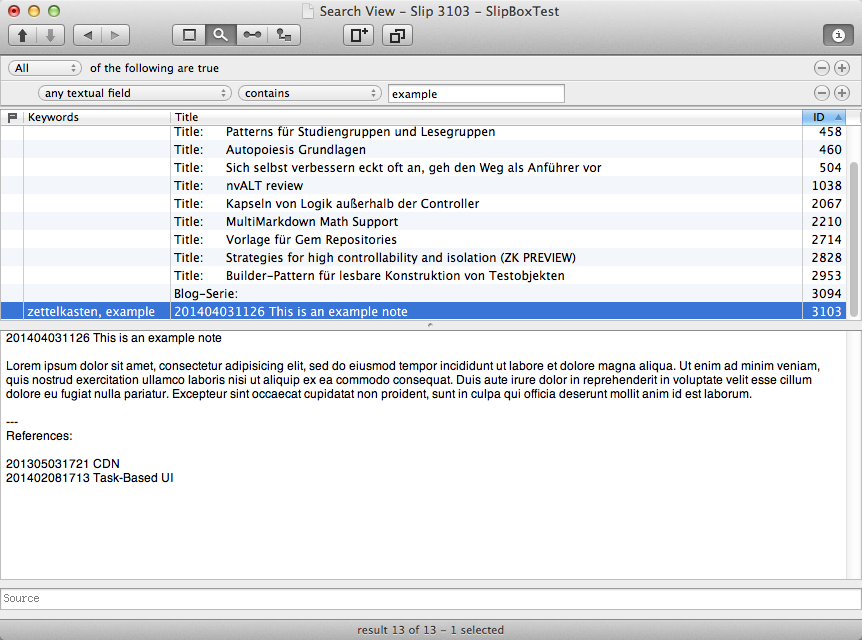 Search View – Slip 3103 – SlipBoxTest
All of the following are true
any textual field contains example
Keywords Title ID
Title: Patterns für Studiengruppen und Lesegruppen 458
Title: Autopoiesis Grundlagen 460
Title: Sich selbst verbessern eckt oft an, geh den Weg als Anführer vor 504
Title: nvALT review 1038
Title: Kapseln von Logik außerhalb der Controller 2067
Title: MultiMarkdown Math Support 2210
Title: Vorlage für Gem Repositories 2714
Title: Strategies for high controllability and isolation (ZK PREVIEW) 2828
Title: Builder-Pattern für lesbare Konstruktion von Testobjekten 2953
Blog-Serie: 3094
zettelkasten, example 201404031126 This is an example note 3103
201404031126 This is an example note
Lorem ipsum dolor sit amet, consectetur adipisicing elit, sed do eiusmod tempor incididunt ut labore et dolore magna aliqua. Ut enim ad minim veniam,
quis nostrud exercitation ullamco laboris nisi ut aliquip ex ea commodo consequat. Duis aute irure dolor in reprehenderit in voluptate velit esse cillum
dolore eu fugiat nulla pariatur. Excepteur sint occaecat cupidatat non proident, sunt in culpa qui officia deserunt mollit anim id est laborum.
---
References:
201305031721 CDN
201402081713 Task-Based UI
Source
result 13 of 13 – 1 selected